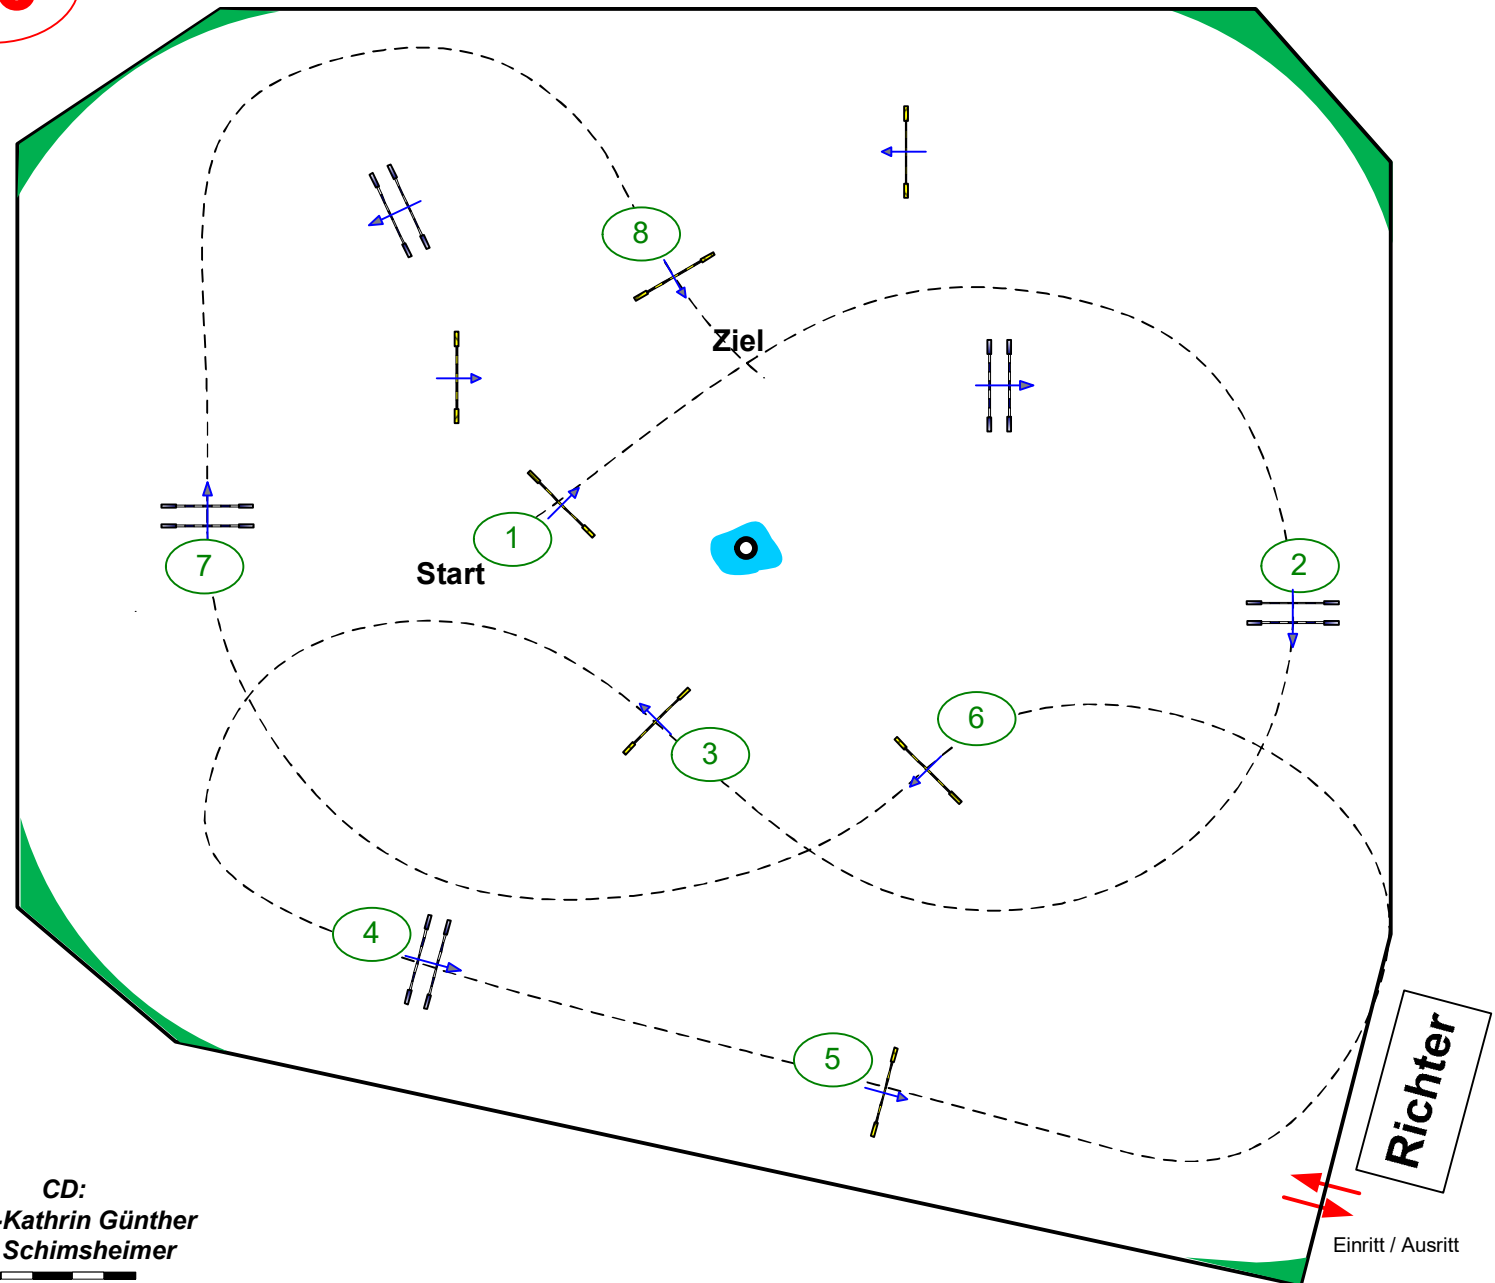 8
Ziel
1
Start
7
2
6
3
4
5
Richter
CD:
-Kathrin Günther
Schimsheimer
Einritt / Ausritt